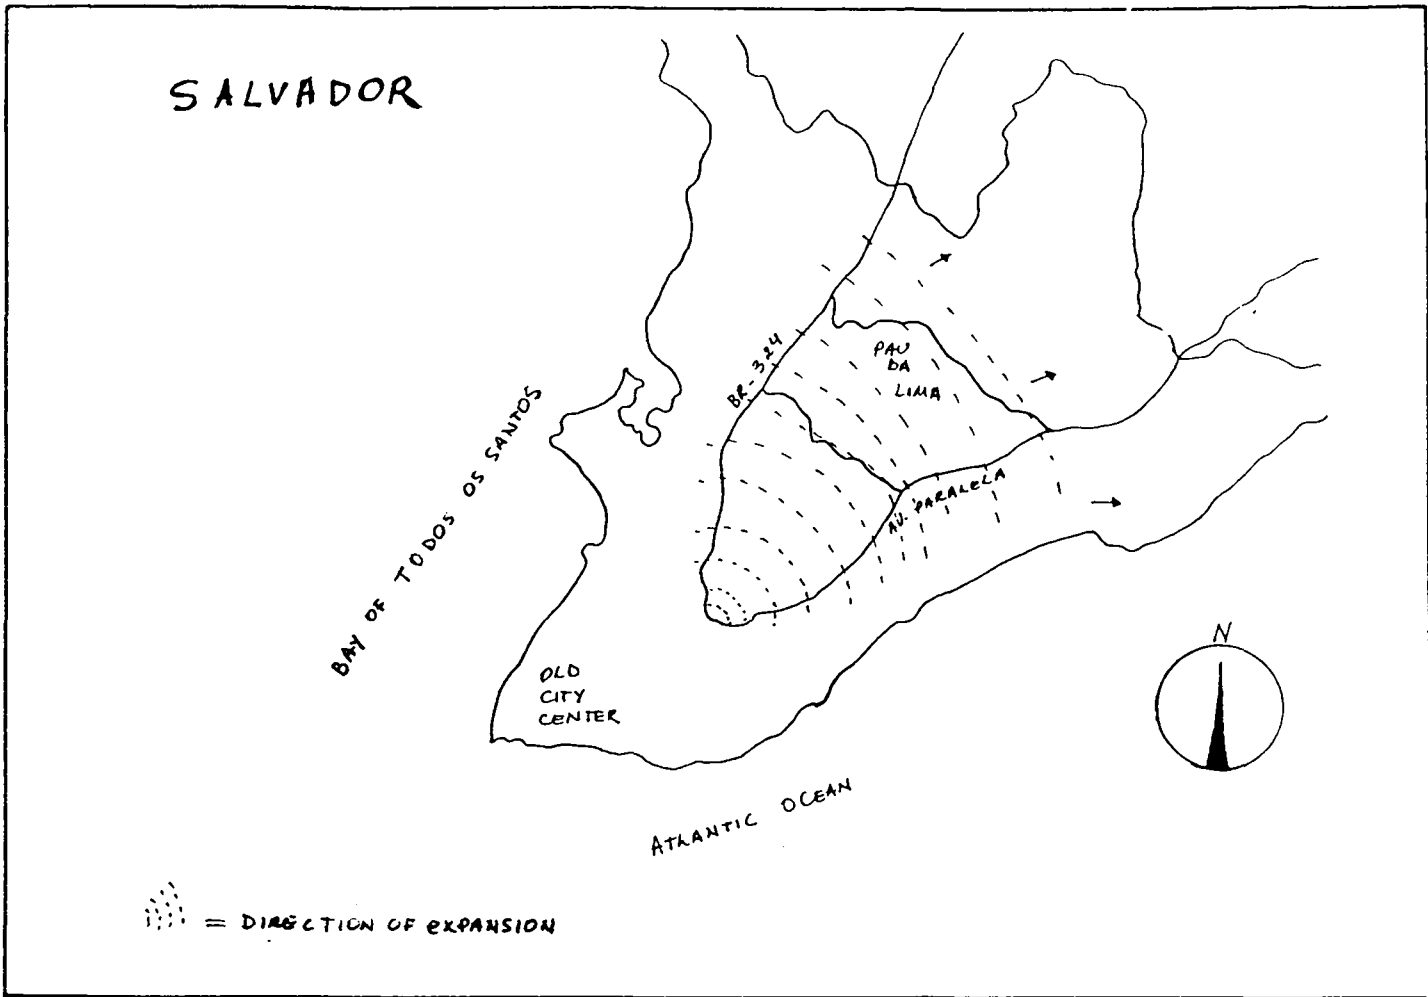 SALVADOR
N
BR-324
PAU
DA
LIMA
AV. PARALELA
BAY OF TODOS OS SANTOS
OLD
CITY
CENTER
ATLANTIC OCEAN
= DIRECTION OF EXPANSION